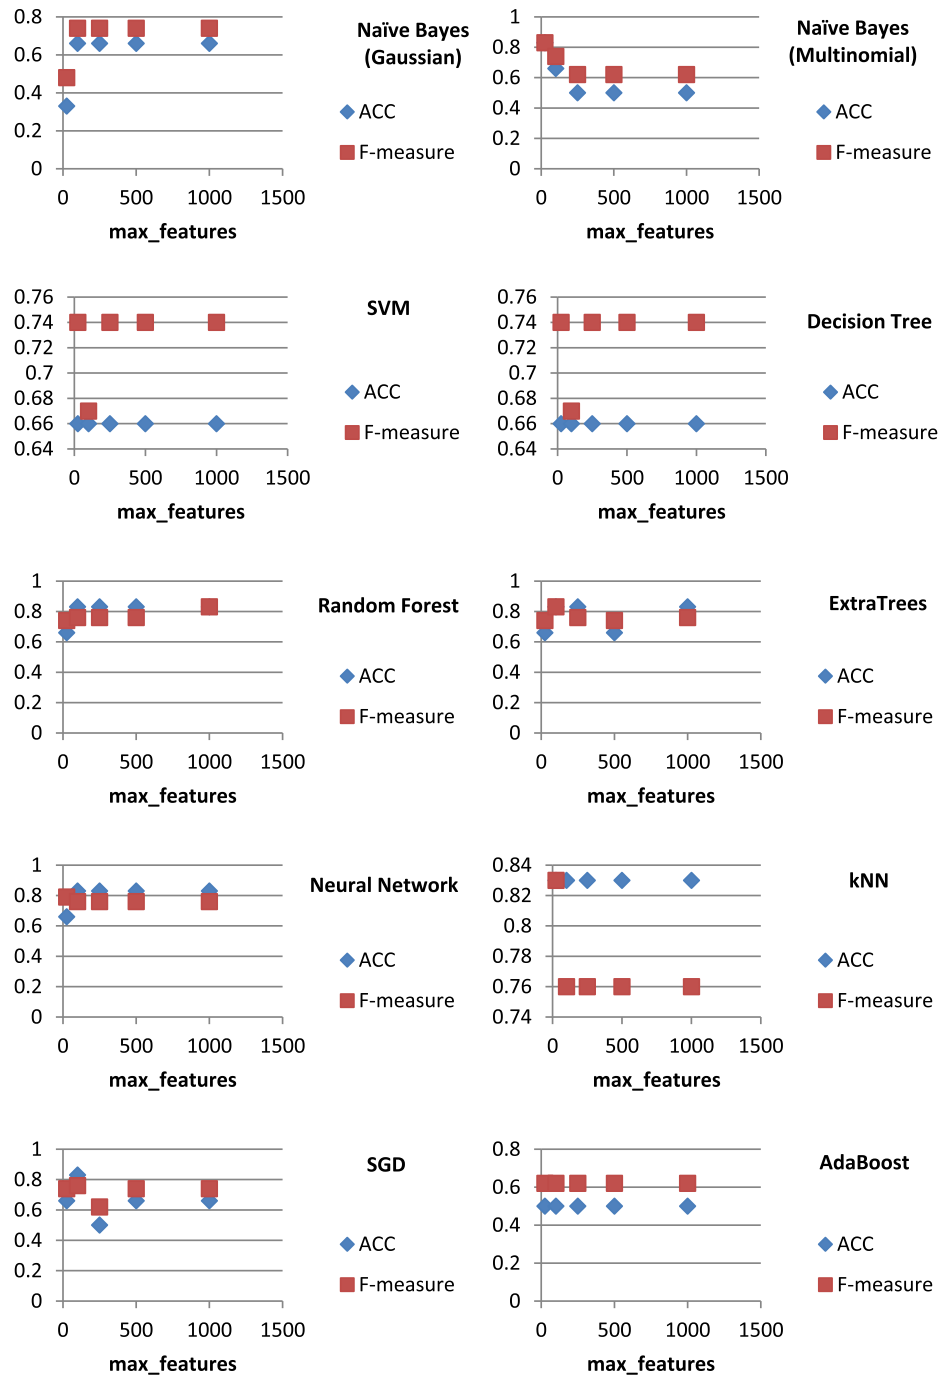 0.8
0.6
0.4
0.2
0
0
500
1000
1500
max_features
Naïve Bayes
(Gaussian)
ACC
F-measure
1
0.8
0.6
0.4
0.2
0
0
500
1000
1500
max_features
Naïve Bayes
(Multinomial)
ACC
F-measure
0.76
0.74
0.72
0.7
0.68
0.66
0.64
0
500
1000
1500
max_features
SVM
ACC
F-measure
0.76
0.74
0.72
0.7
0.68
0.66
0.64
0
500
1000
1500
max_features
Decision Tree
ACC
F-measure
1
0.8
0.6
0.4
0.2
0
0
500
1000
1500
max_features
Random Forest
ACC
F-measure
1
0.8
0.6
0.4
0.2
0
0
500
1000
1500
max_features
ExtraTrees
ACC
F-measure
1
0.8
0.6
0.4
0.2
0
0
500
1000
1500
max_features
Neural Network
ACC
F-measure
0.84
0.82
0.8
0.78
0.76
0.74
0
500
1000
1500
max_features
kNN
ACC
F-measure
1
0.8
0.6
0.4
0.2
0
0
500
1000
1500
max_features
SGD
ACC
F-measure
0.8
0.6
0.4
0.2
0
0
500
1000
1500
max_features
AdaBoost
ACC
F-measure